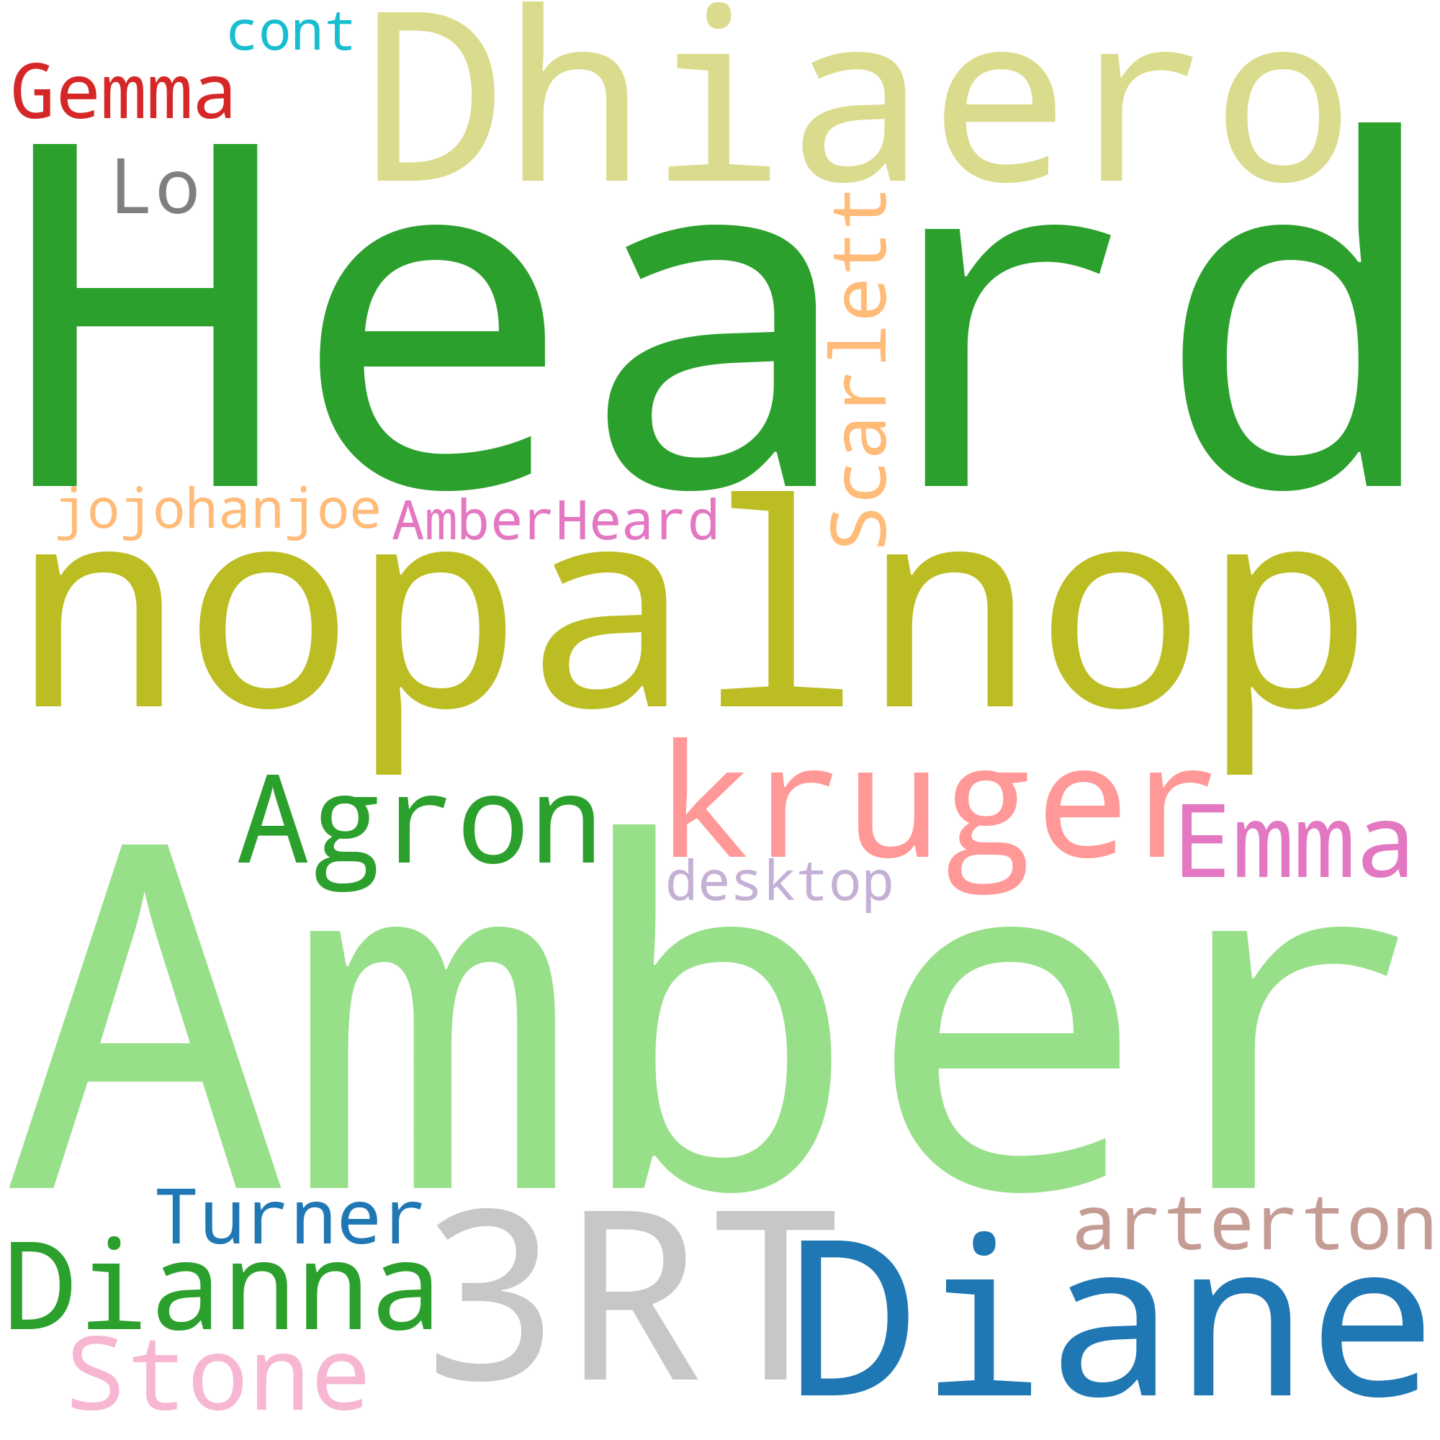 cont
Dhiaero
Gemma
Lo
Heard
Scarlett
jojohanjoe
AmberHeard
nopalnop
Agron
kruger
Emma
desktop
Amber
Turner
3RT
arterton
Dianna
Diane
Stone